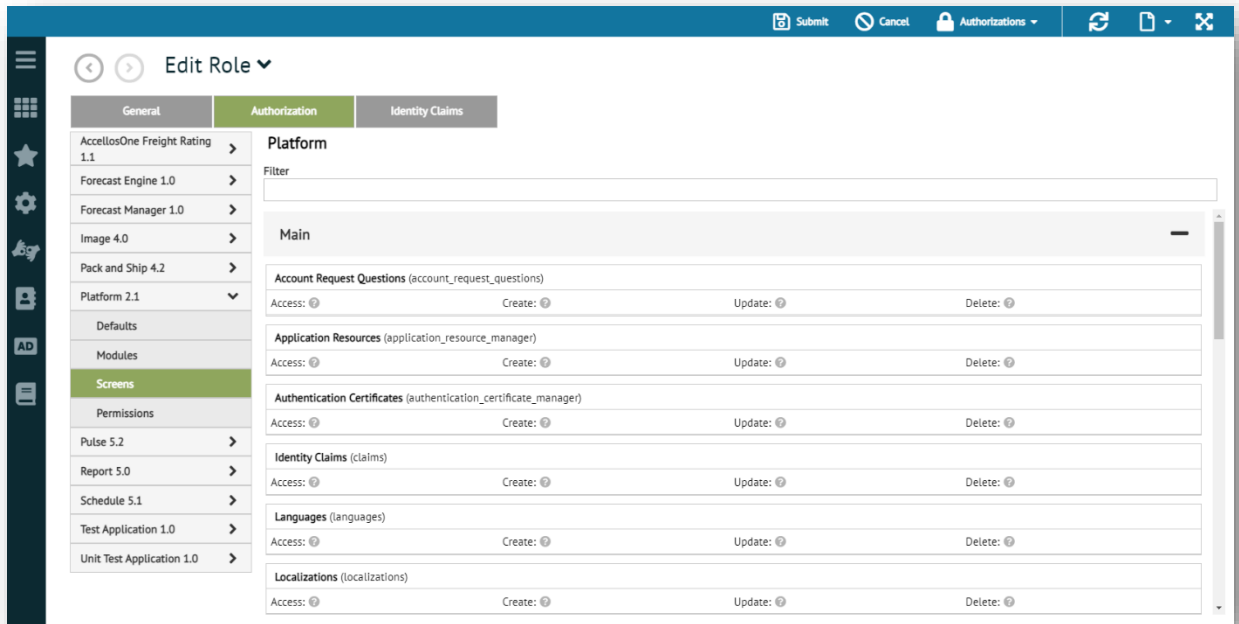 Submit Cancel Authorizations
Edit Role
General Authorization Identity Claims
AccellosOne Freight Rating
1.1
Forecast Engine 1.0
Forecast Manager 1.0
Image 4.0
Pack and Ship 4.2
Platform 2.1
Defaults
Modules
Screens
Permissions
Pulse 5.2
Report 5.0
Schedule 5.1
Test Application 1.0
Unit Test Application 1.0
AD
Platform
Filter
Main
Account Request Questions (account_request_questions)
Access: ? Create: ? Update: ? Delete: ?
Application Resources (application_resource_manager)
Access: ? Create: ? Update: ? Delete: ?
Authentication Certificates (authentication_certificate_manager)
Access: ? Create: ? Update: ? Delete: ?
Identity Claims (claims)
Access: ? Create: ? Update: ? Delete: ?
Languages (languages)
Access: ? Create: ? Update: ? Delete: ?
Localizations (localizations)
Access: ? Create: ? Update: ? Delete: ?